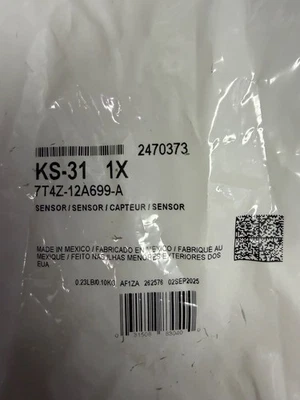 2470373
KS-31 1X
7T4Z-12A699-A
SENSOR / SENSOR / CAPTEUR / SENSOR
MADE IN MEXICO / FABRICADO EN MEXICO / FABRIQUE AU
MEXIQUE / FEITO NAS ILHAS MENORES EXTERIORES DOS
EUA
0.23LB/0.10KG AF1ZA 262576 02SEP2025